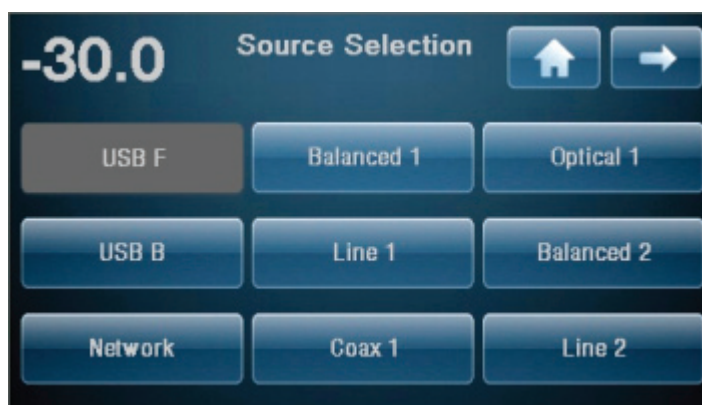 -30.0 Source Selection
USB F Balanced 1 Optical 1
USB B Line 1 Balanced 2
Network Coax 1 Line 2